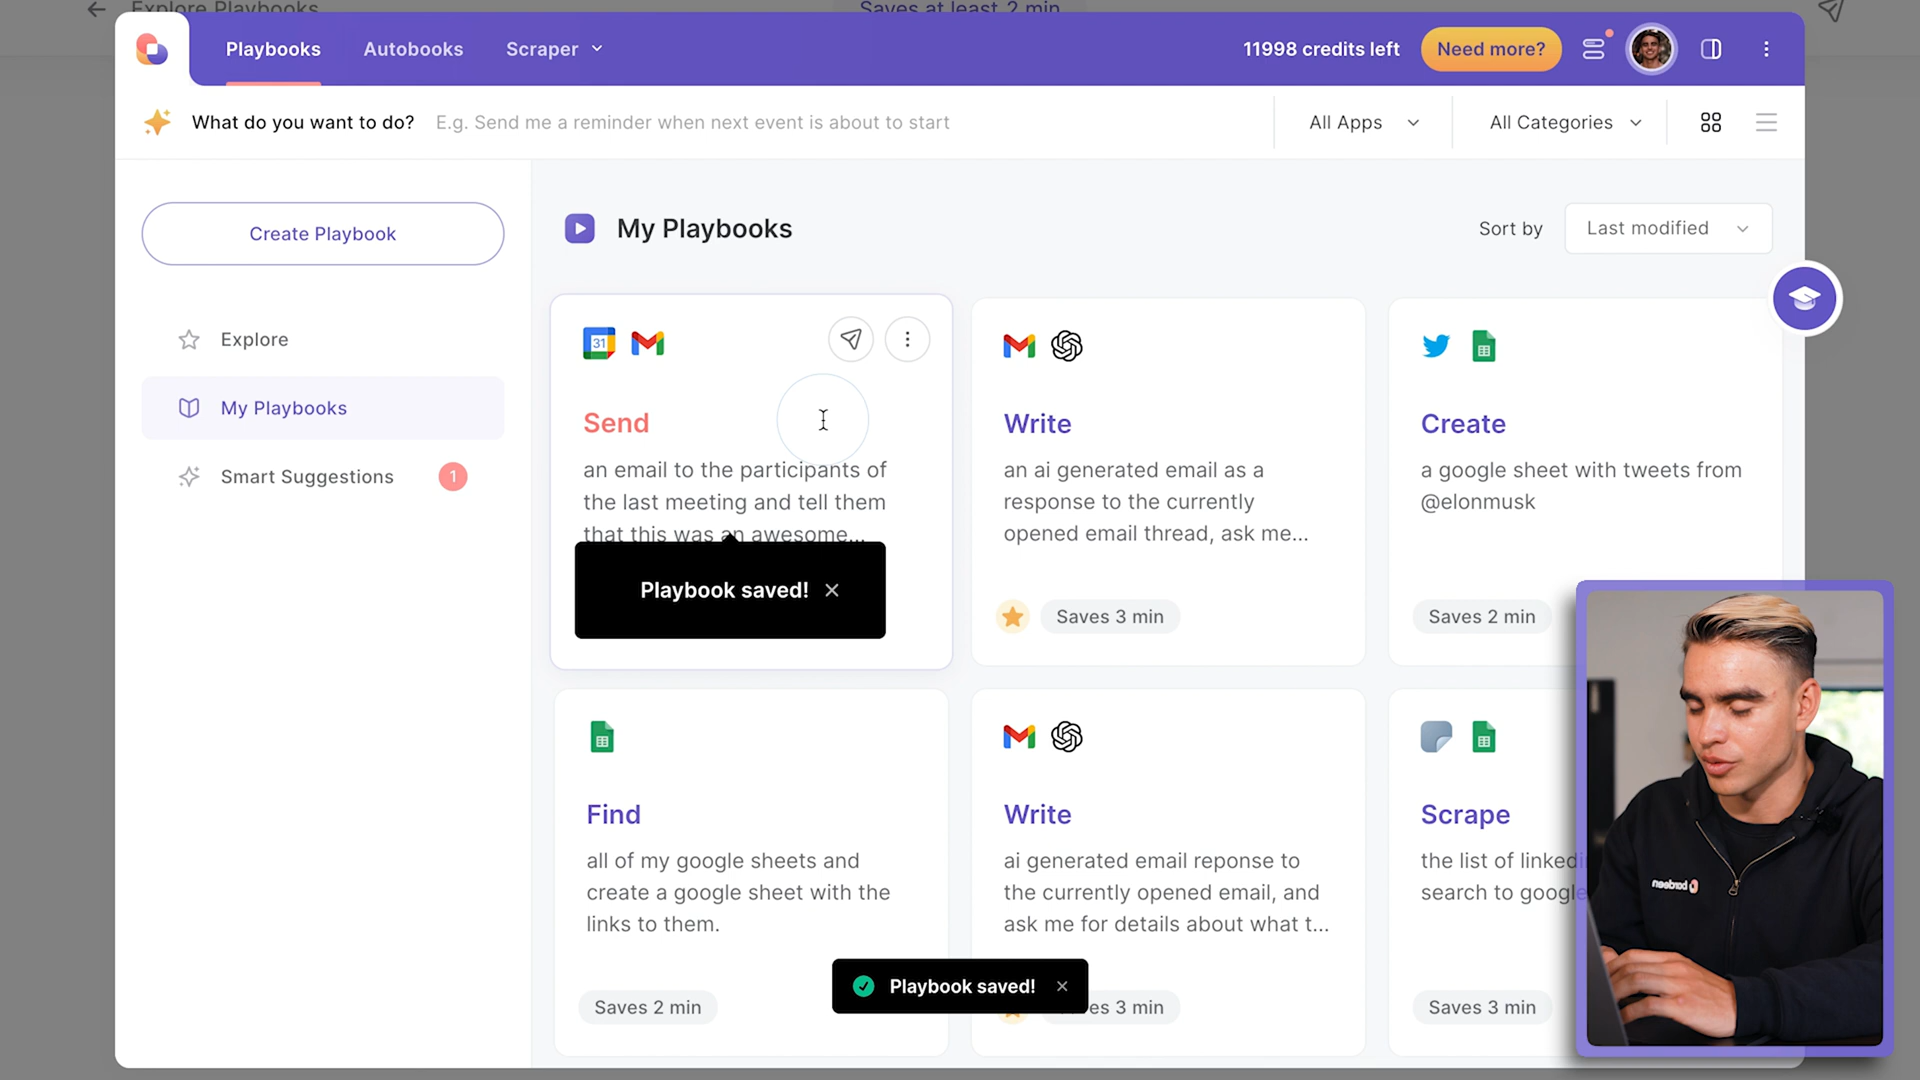 Explore Playbooks
Saves at least 2 min
Playbooks
Autobooks
Scraper
11998 credits left
Need more?
What do you want to do?
E.g. Send me a reminder when next event is about to start
All Apps
All Categories
Create Playbook
Explore
My Playbooks
Smart Suggestions
1
My Playbooks
Sort by
Last modified
31
Send
an email to the participants of
the last meeting and tell them
that this was an awesome...
Playbook saved!
Write
an ai generated email as a
response to the currently
opened email thread, ask me...
Saves 3 min
Create
a google sheet with tweets from
@elonmusk
Saves 2 min
Find
all of my google sheets and
create a google sheet with the
links to them.
Saves 2 min
Write
ai generated email reponse to
the currently opened email, and
ask me for details about what t...
es 3 min
Playbook saved!
Scrape
the list of linked
search to google
Saves 3 min
bardeen